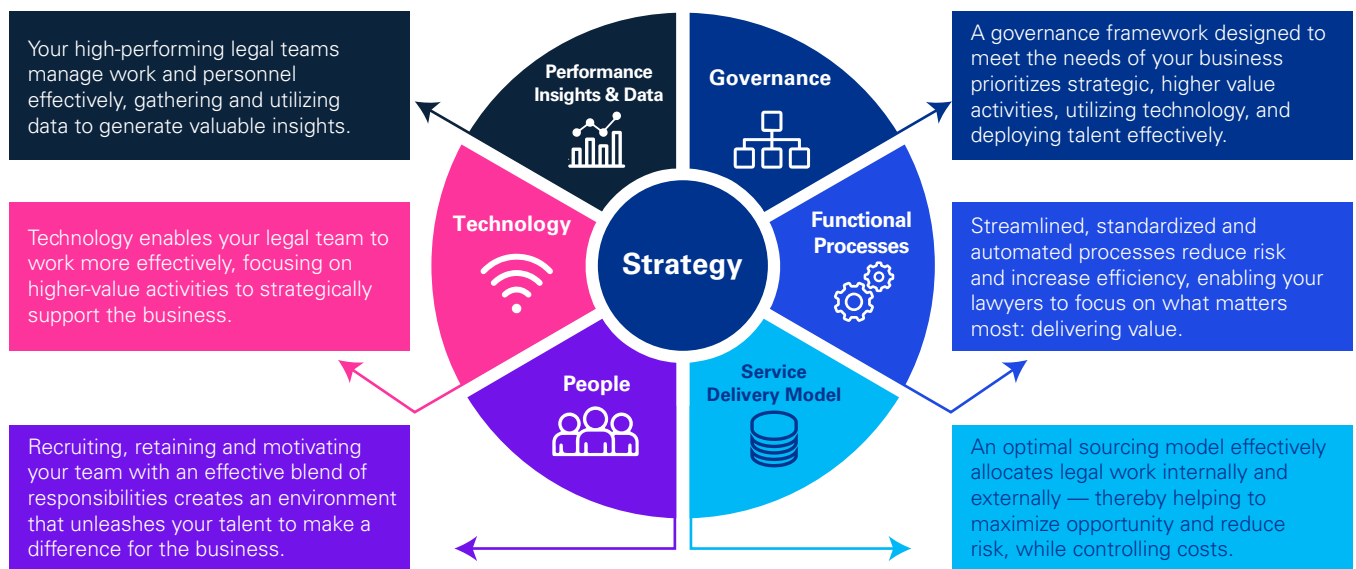 Your high-performing legal teams
manage work and personnel
effectively, gathering and utilizing
data to generate valuable insights.
Performance
Insights & Data
Governance
A governance framework designed to
meet the needs of your business
prioritizes strategic, higher value
activities, utilizing technology, and
deploying talent effectively.
Technology enables your legal team to
work more effectively, focusing on
higher-value activities to strategically
support the business.
Technology
Strategy
Functional
Processes
Streamlined, standardized and
automated processes reduce risk
and increase efficiency, enabling your
lawyers to focus on what matters
most: delivering value.
Recruiting, retaining and motivating
your team with an effective blend of
responsibilities creates an environment
that unleashes your talent to make a
difference for the business.
People
Service
Delivery Model
An optimal sourcing model effectively
allocates legal work internally and
externally — thereby helping to
maximize opportunity and reduce
risk, while controlling costs.